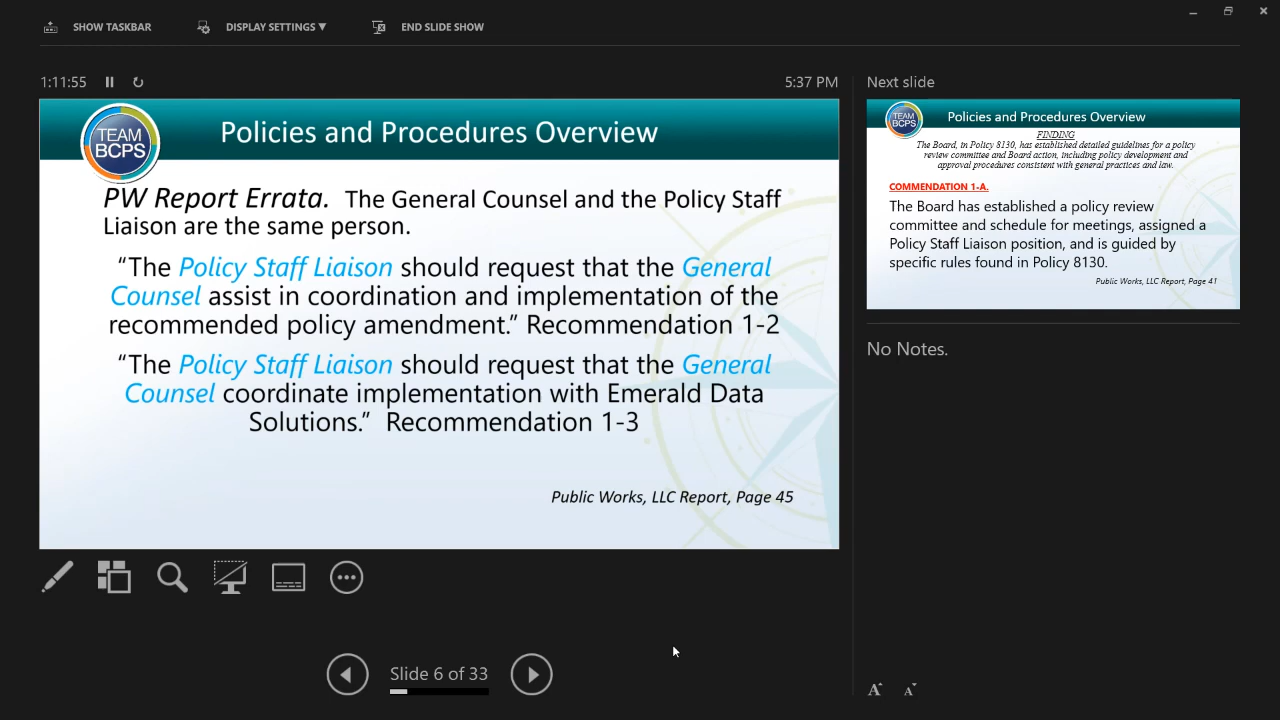 SHOW TASKBAR
DISPLAY SETTINGS ▼
END SLIDE SHOW
1:11:55
5:37 PM
TEAM
BCPS
Policies and Procedures Overview
PW Report Errata. The General Counsel and the Policy Staff
Liaison are the same person.
“The Policy Staff Liaison should request that the General
Counsel assist in coordination and implementation of the
recommended policy amendment.” Recommendation 1-2
“The Policy Staff Liaison should request that the General
Counsel coordinate implementation with Emerald Data
Solutions.” Recommendation 1-3
Public Works, LLC Report, Page 45
Slide 6 of 33
Next slide
TEAM
BCPS
Policies and Procedures Overview
FINDING
The Board, in Policy 8130, has established detailed guidelines for a policy
review committee and Board action, including policy development and
approval procedures consistent with general practices and law.
COMMENDATION 1-A.
The Board has established a policy review
committee and schedule for meetings, assigned a
Policy Staff Liaison position, and is guided by
specific rules found in Policy 8130.
Public Works, LLC Report, Page 41
No Notes.
A A